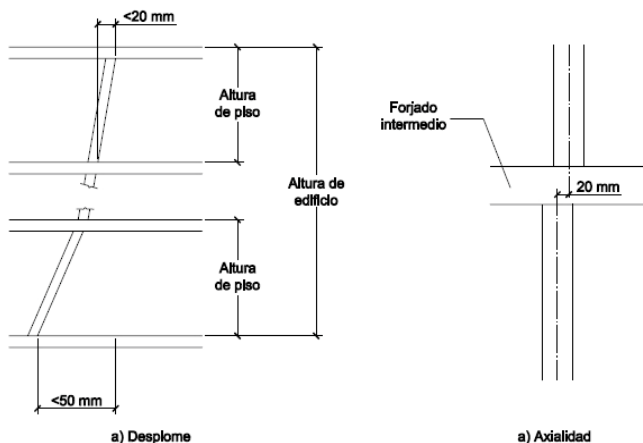 <20 mm
Altura
de piso
Altura de
edificio
Altura
de piso
<50 mm
a) Desplome
Forjado
intermedio
20 mm
a) Axialidad